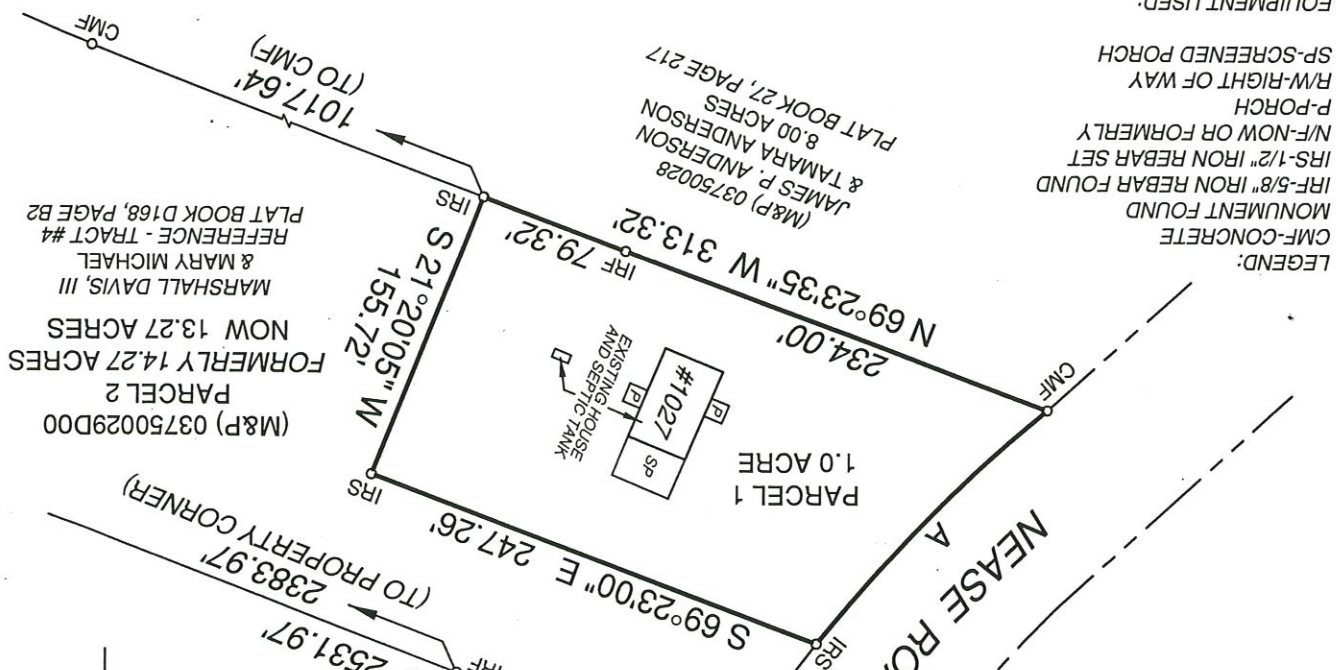 NEASE
A
IRS
S 69°23'00" E 247.26'
IRF
2531.97'
2383.97'
(TO PROPERTY CORNER)
PARCEL 1
1.0 ACRE
SP
#1027
P
P
EXISTING HOUSE
AND SEPTIC TANK
IRS
S 21°20'05" W
155.72'
(M&P) 03750029D00
PARCEL 2
FORMERLY 14.27 ACRES
NOW 13.27 ACRES
MARSHALL DAVIS, III
& MARY MICHAEL
REFERENCE - TRACT #4
PLAT BOOK D168, PAGE B2
CMF
234.00'
N 69°23'35" W 313.32'
IRF
79.32'
IRS
1017.64'
(TO CMF)
CMF
(M&P) 03750028
JAMES P. ANDERSON
& TAMARA ANDERSON
8.00 ACRES
PLAT BOOK 27, PAGE 217
LEGEND:
CMF-CONCRETE
MONUMENT FOUND
IRF-5/8" IRON REBAR FOUND
IRS-1/2" IRON REBAR SET
N/F-NOW OR FORMERLY
P-PORCH
R/W-RIGHT OF WAY
SP-SCREENED PORCH
EQUIPMENT USED: